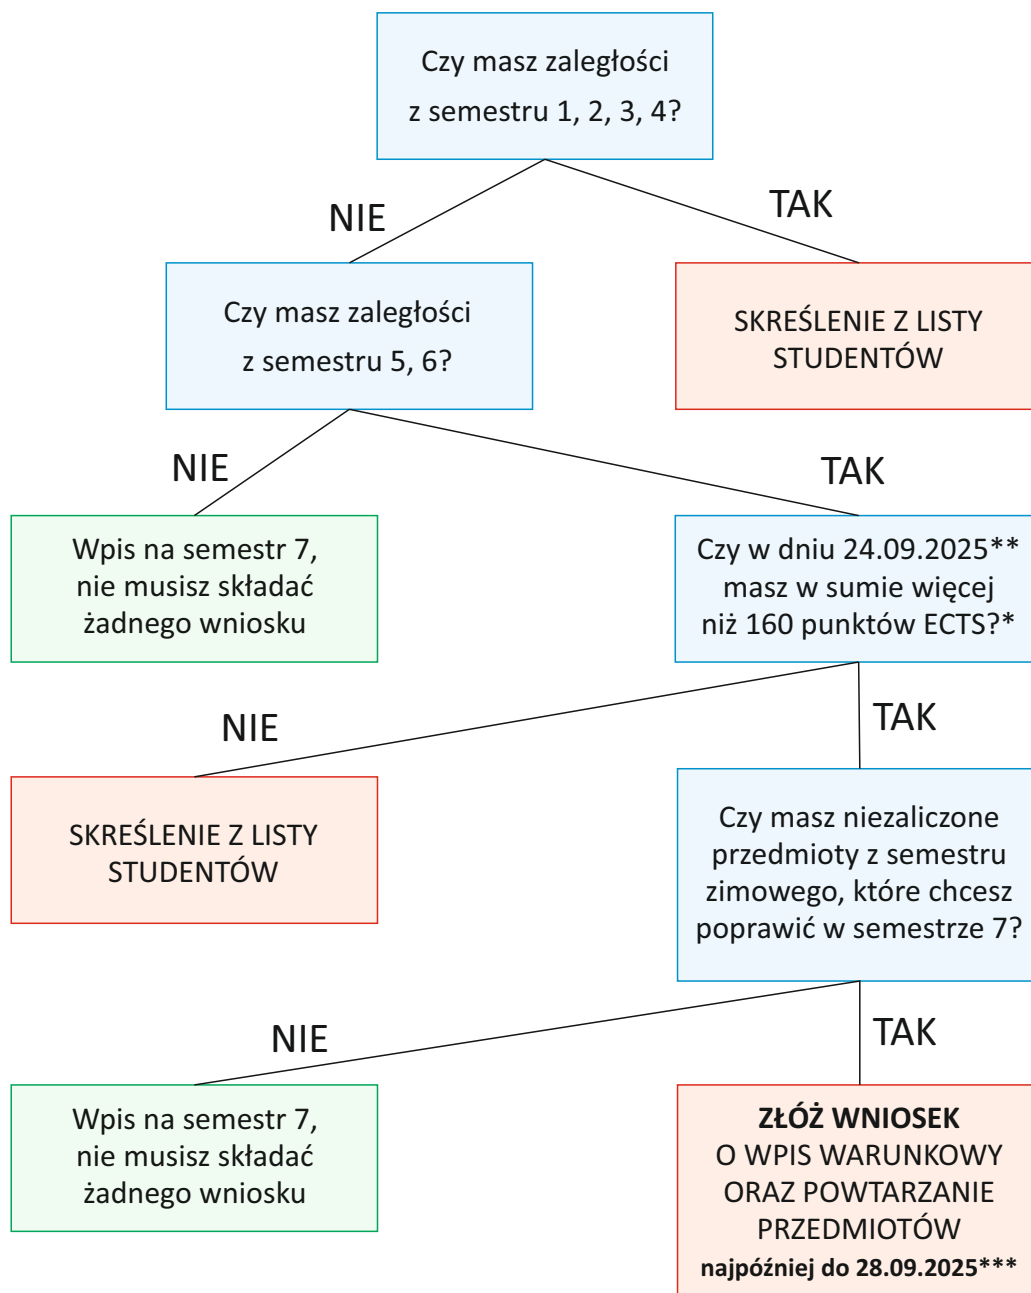 Czy masz zaległości
z semestru 1, 2, 3, 4?
NIE
TAK
Czy masz zaległości
z semestru 5, 6?
SKREŚLENIE Z LISTY
STUDENTÓW
NIE
TAK
Wpis na semestr 7,
nie musisz składać
żadnego wniosku
Czy w dniu 24.09.2025**
masz w sumie więcej
niż 160 punktów ECTS?*
NIE
TAK
SKREŚLENIE Z LISTY
STUDENTÓW
Czy masz niezaliczone
przedmioty z semestru
zimowego, które chcesz
poprawić w semestrze 7?
NIE
TAK
Wpis na semestr 7,
nie musisz składać
żadnego wniosku
ZŁÓŻ WNIOSEK
O WPIS WARUNKOWY
ORAZ POWTARZANIE
PRZEDMIOTÓW
najpóźniej do 28.09.2025***